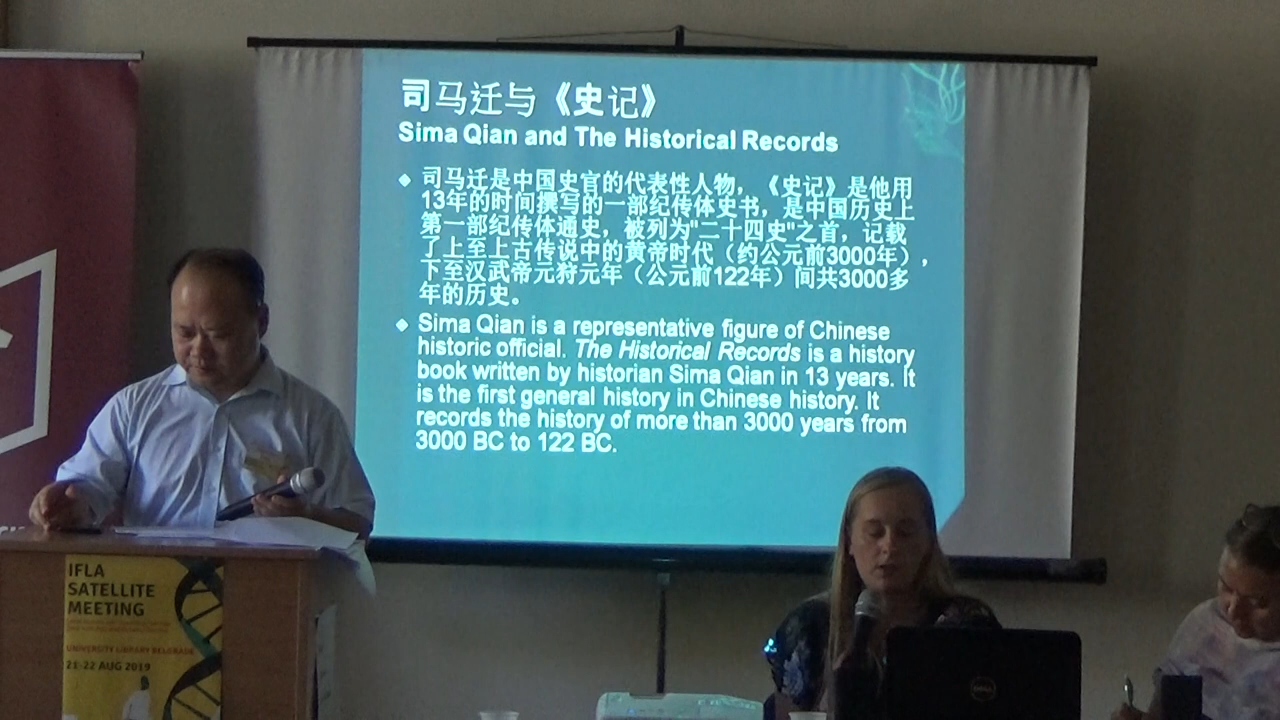 司马迁与《史记》
Sima Qian and The Historical Records
司马迁是中国史官的代表性人物，《史记》是他用
13年的时间撰写的一部纪传体史书，是中国历史上
第一部纪传体通史，被列为"二十四史"之首，记载
了上至上古传说中的黄帝时代（约公元前3000年），
下至汉武帝元狩元年（公元前122年）间共3000多
年的历史。
Sima Qian is a representative figure of Chinese
historic official. The Historical Records is a history
book written by historian Sima Qian in 13 years. It
is the first general history in Chinese history. It
records the history of more than 3000 years from
3000 BC to 122 BC.
IFLA
SATELLITE
MEETING
UNIVERSITY LIBRARY BELGRADE
21-22 AUG 2019
DELL